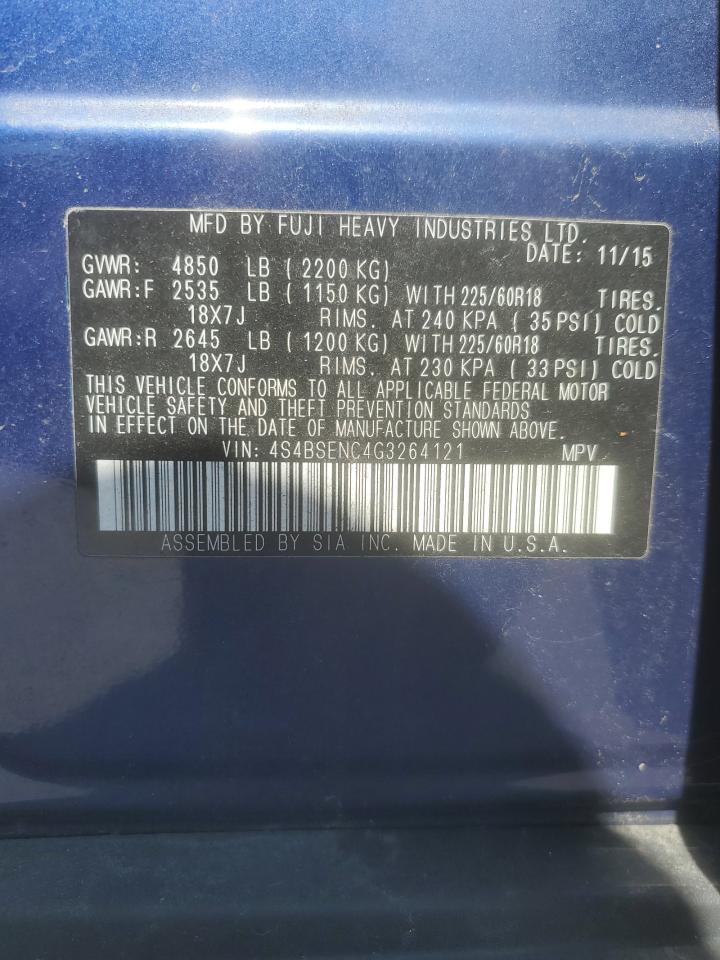 MFD BY FUJI HEAVY INDUSTRIES LTD.
DATE: 11/15
GVWR: 4850 LB ( 2200 KG)
GAWR:F 2535 LB ( 1150 KG) WITH 225/60R18 TIRES.
18X7J RIMS. AT 240 KPA ( 35 PSI) COLD
GAWR:R 2645 LB ( 1200 KG) WITH 225/60R18 TIRES.
18X7J RIMS. AT 230 KPA ( 33 PSI) COLD
THIS VEHICLE CONFORMS TO ALL APPLICABLE FEDERAL MOTOR
VEHICLE SAFETY AND THEFT PREVENTION STANDARDS
IN EFFECT ON THE DATE OF MANUFACTURE SHOWN ABOVE.
VIN: 4S4BSENC4G3264121 MPV
ASSEMBLED BY SIA INC. MADE IN U.S.A.